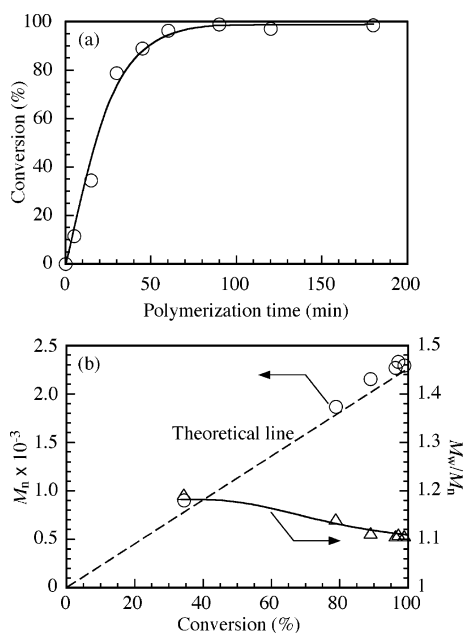 (a)
100
80
60
40
20
0
Conversion (%)
0 50 100 150 200
Polymerization time (min)
(b)
2.5 1.5
2.0 1.4
1.5 1.3
1.0 1.2
0.5 1.1
0 1
Theoretical line
Mn x 10-3
Mw/Mn
0 20 40 60 80 100
Conversion (%)